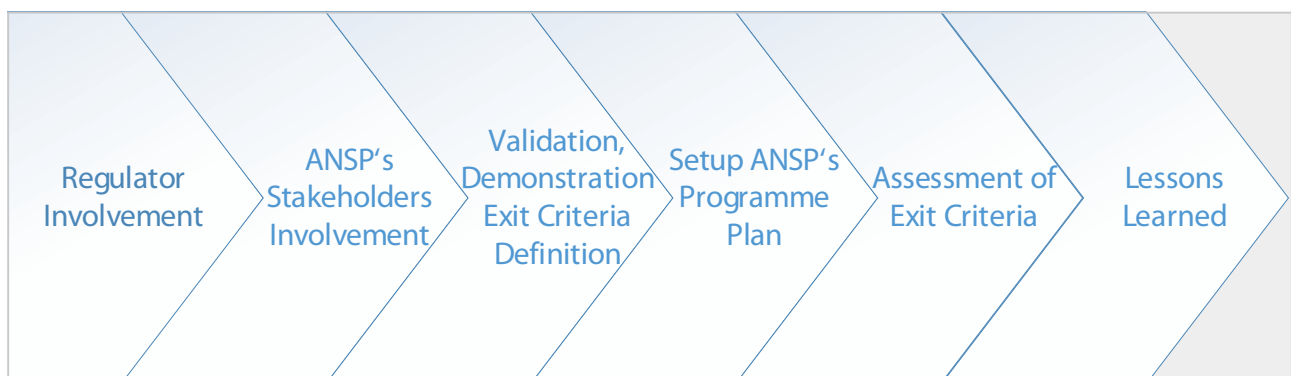 Regulator
Involvement
ANSP‘s
Stakeholders
Involvement
Validation,
Demonstration
Exit Criteria
Definition
Setup ANSP‘s
Programme
Plan
Assessment of
Exit Criteria
Lessons
Learned